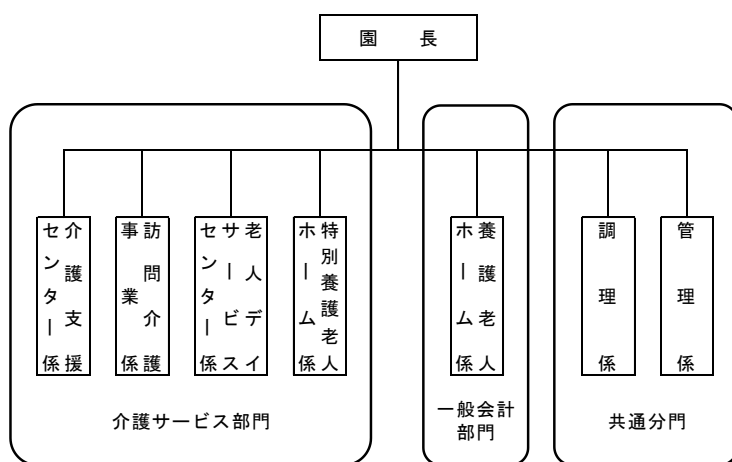 園　長
介護支援
センター係
訪問介護
事業係
老人デイ
サービス
センター係
特別養護老人
ホーム係
養護老人
ホーム係
調理係
管理係
介護サービス部門
一般会計
部門
共通分門